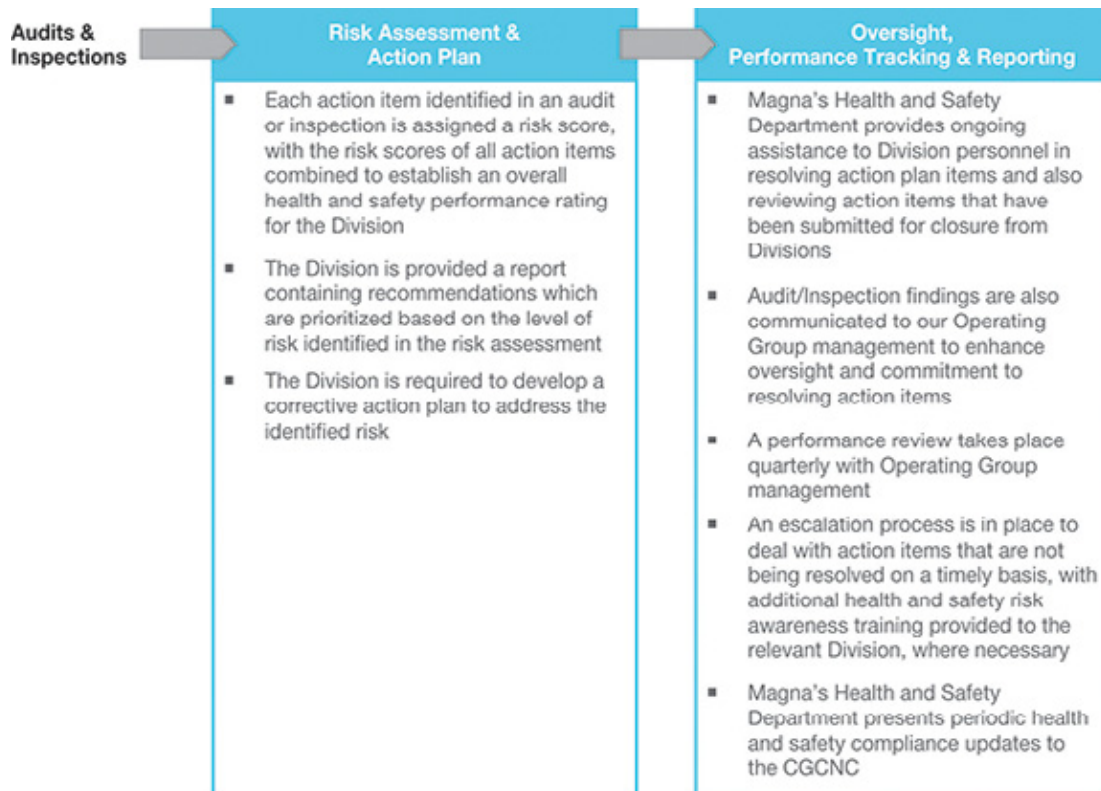 Audits &
Inspections
Risk Assessment &
Action Plan
■ Each action item identified in an audit
or inspection is assigned a risk score,
with the risk scores of all action items
combined to establish an overall
health and safety performance rating
for the Division
■ The Division is provided a report
containing recommendations which
are prioritized based on the level of
risk identified in the risk assessment
■ The Division is required to develop a
corrective action plan to address the
identified risk
Oversight,
Performance Tracking & Reporting
■ Magna's Health and Safety
Department provides ongoing
assistance to Division personnel in
resolving action plan items and also
reviewing action items that have
been submitted for closure from
Divisions
■ Audit/Inspection findings are also
communicated to our Operating
Group management to enhance
oversight and commitment to
resolving action items
■ A performance review takes place
quarterly with Operating Group
management
■ An escalation process is in place to
deal with action items that are not
being resolved on a timely basis, with
additional health and safety risk
awareness training provided to the
relevant Division, where necessary
■ Magna's Health and Safety
Department presents periodic health
and safety compliance updates to
the CGCNC